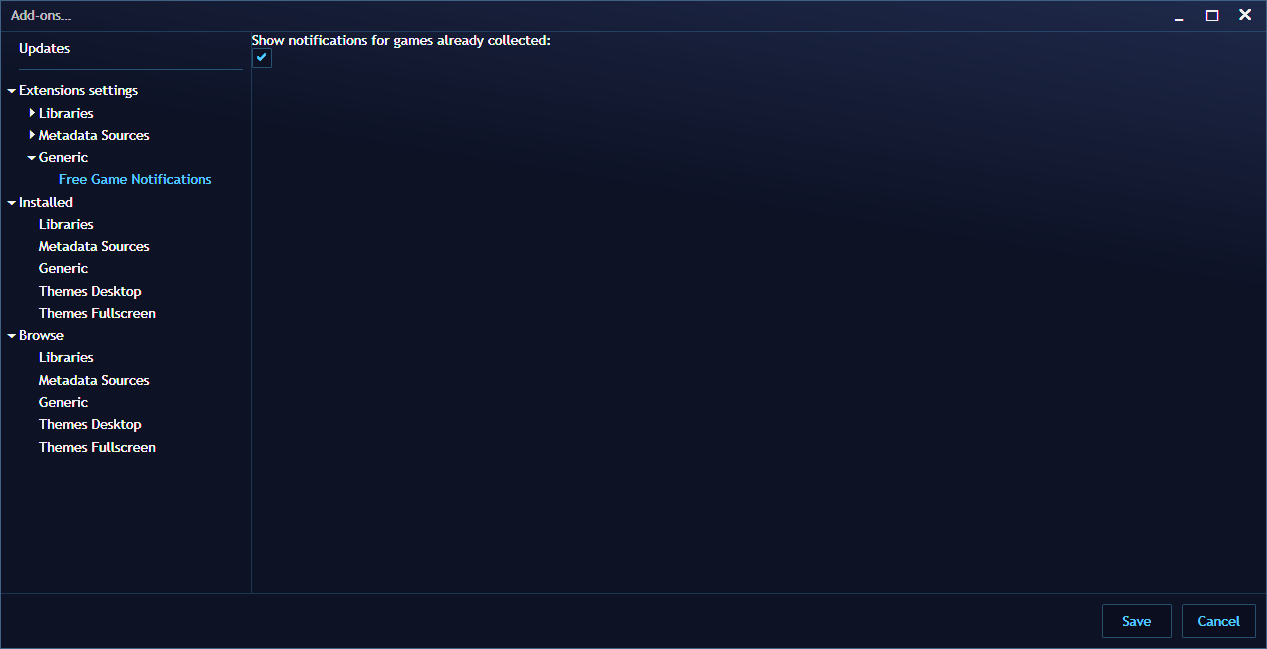 Add-ons...
Updates
Extensions settings
Libraries
Metadata Sources
Generic
Free Game Notifications
Installed
Libraries
Metadata Sources
Generic
Themes Desktop
Themes Fullscreen
Browse
Libraries
Metadata Sources
Generic
Themes Desktop
Themes Fullscreen
Show notifications for games already collected:
Save
Cancel